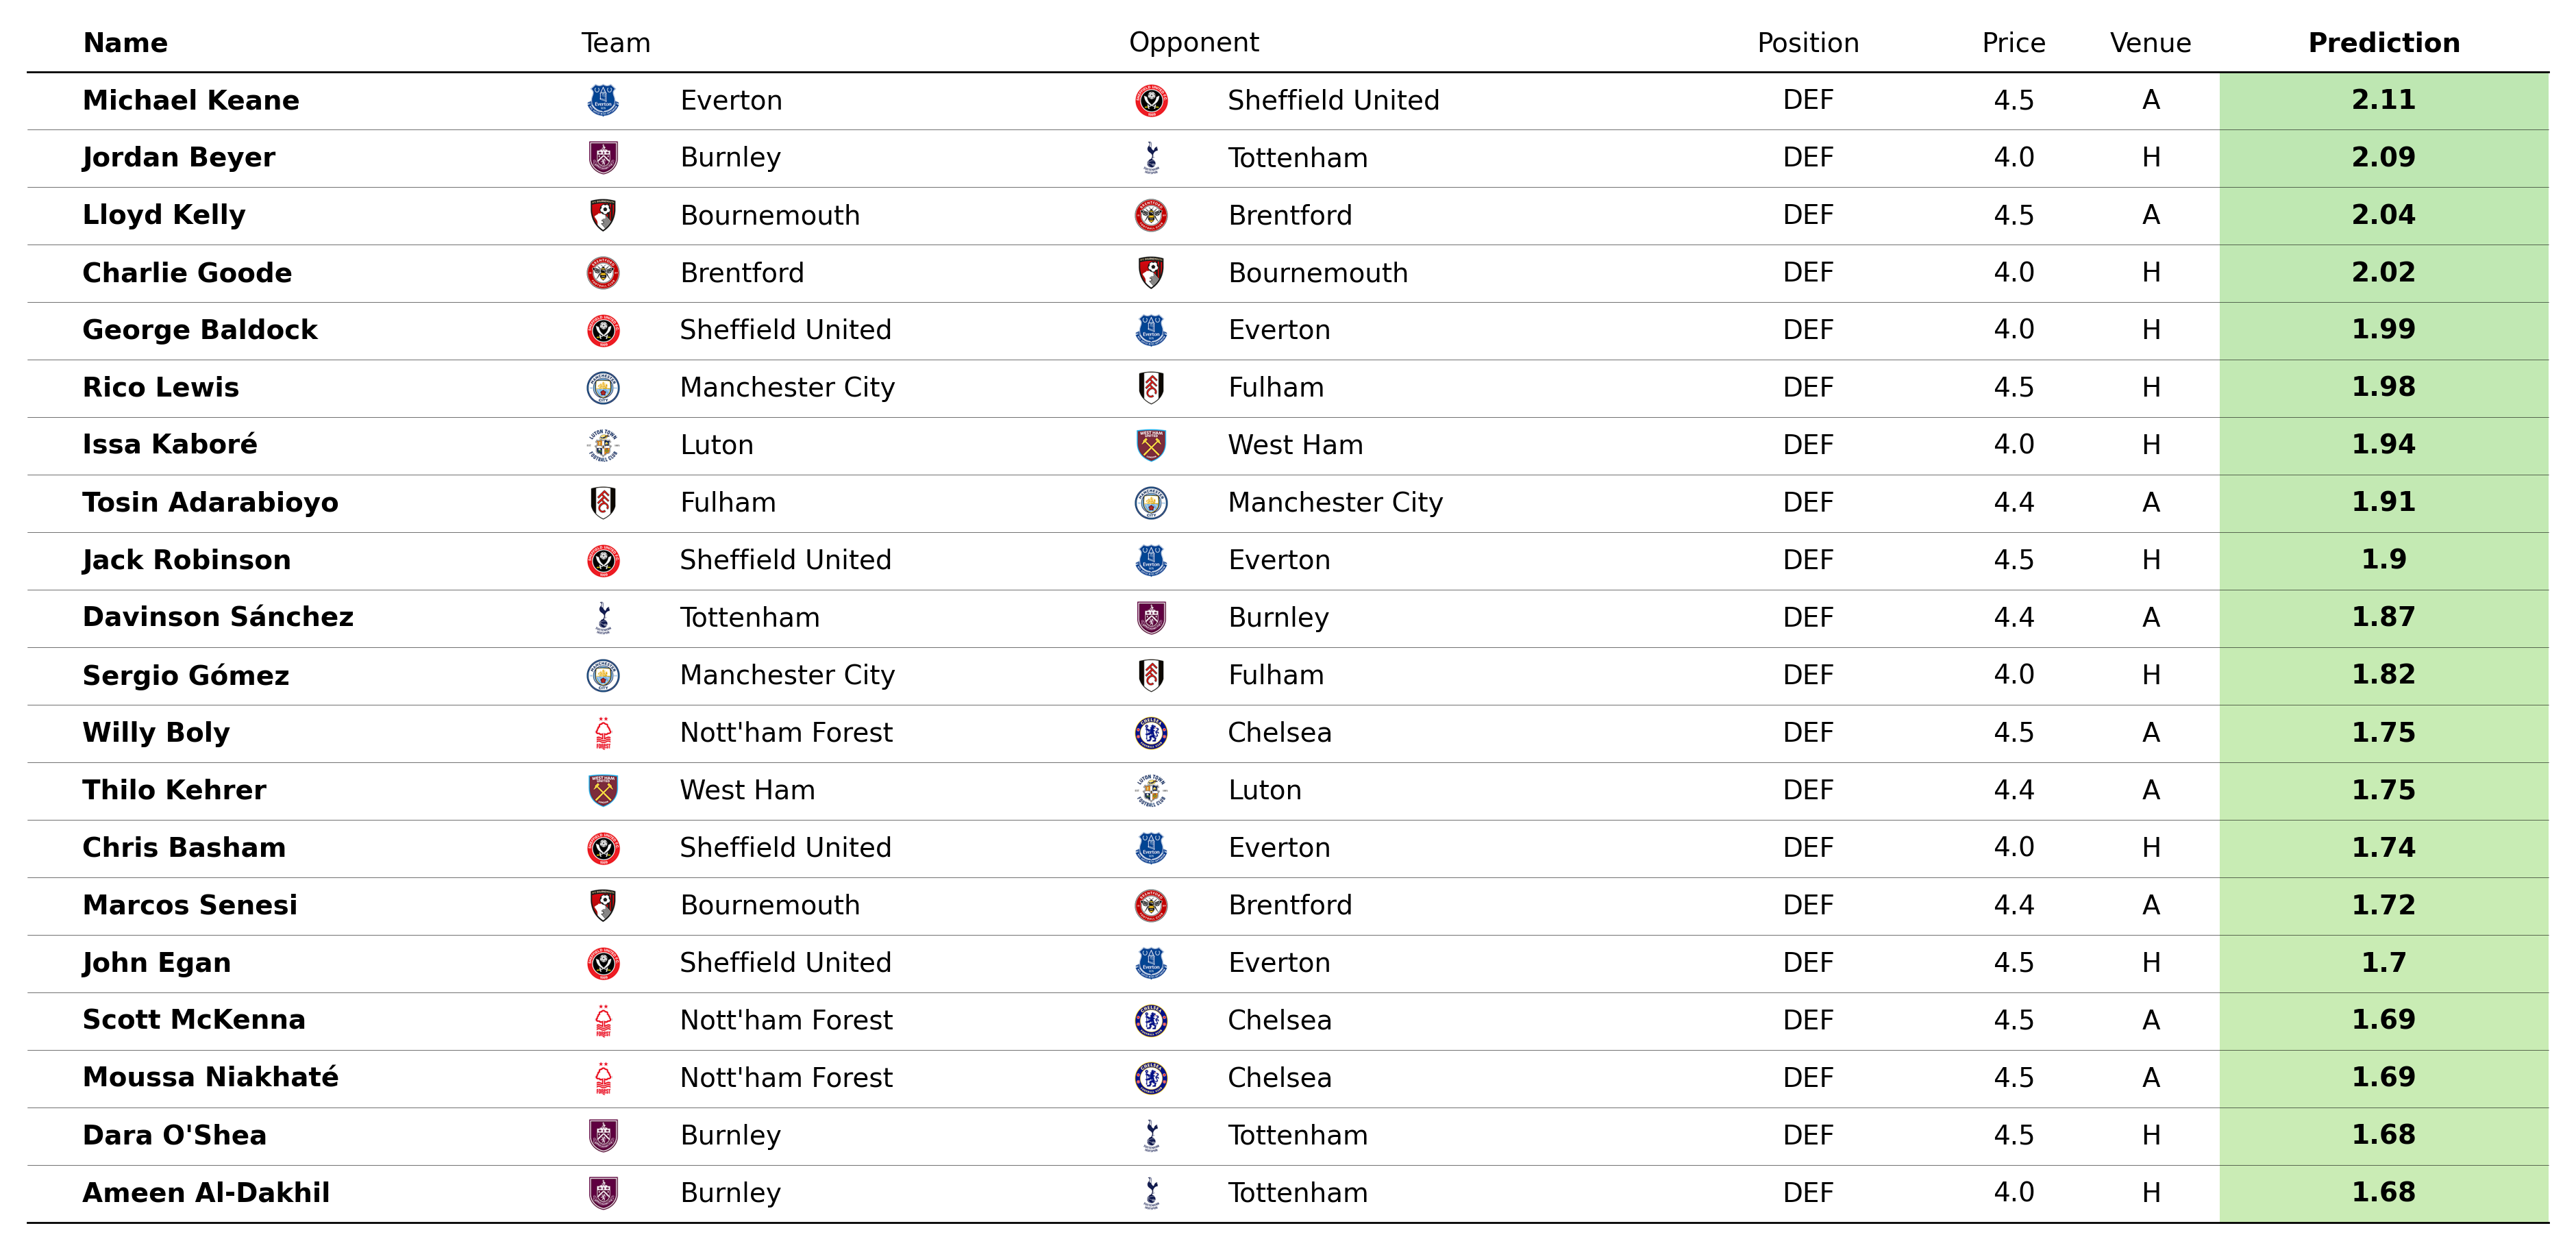 Name Team Opponent Position Price Venue Prediction
Michael Keane Everton Sheffield United DEF 4.5 A 2.11
Jordan Beyer Burnley Tottenham DEF 4.0 H 2.09
Lloyd Kelly Bournemouth Brentford DEF 4.5 A 2.04
Charlie Goode Brentford Bournemouth DEF 4.0 H 2.02
George Baldock Sheffield United Everton DEF 4.0 H 1.99
Rico Lewis Manchester City Fulham DEF 4.5 H 1.98
Issa Kaboré Luton West Ham DEF 4.0 H 1.94
Tosin Adarabioyo Fulham Manchester City DEF 4.4 A 1.91
Jack Robinson Sheffield United Everton DEF 4.5 H 1.9
Davinson Sánchez Tottenham Burnley DEF 4.4 A 1.87
Sergio Gómez Manchester City Fulham DEF 4.0 H 1.82
Willy Boly Nott'ham Forest Chelsea DEF 4.5 A 1.75
Thilo Kehrer West Ham Luton DEF 4.4 A 1.75
Chris Basham Sheffield United Everton DEF 4.0 H 1.74
Marcos Senesi Bournemouth Brentford DEF 4.4 A 1.72
John Egan Sheffield United Everton DEF 4.5 H 1.7
Scott McKenna Nott'ham Forest Chelsea DEF 4.5 A 1.69
Moussa Niakhaté Nott'ham Forest Chelsea DEF 4.5 A 1.69
Dara O'Shea Burnley Tottenham DEF 4.5 H 1.68
Ameen Al-Dakhil Burnley Tottenham DEF 4.0 H 1.68